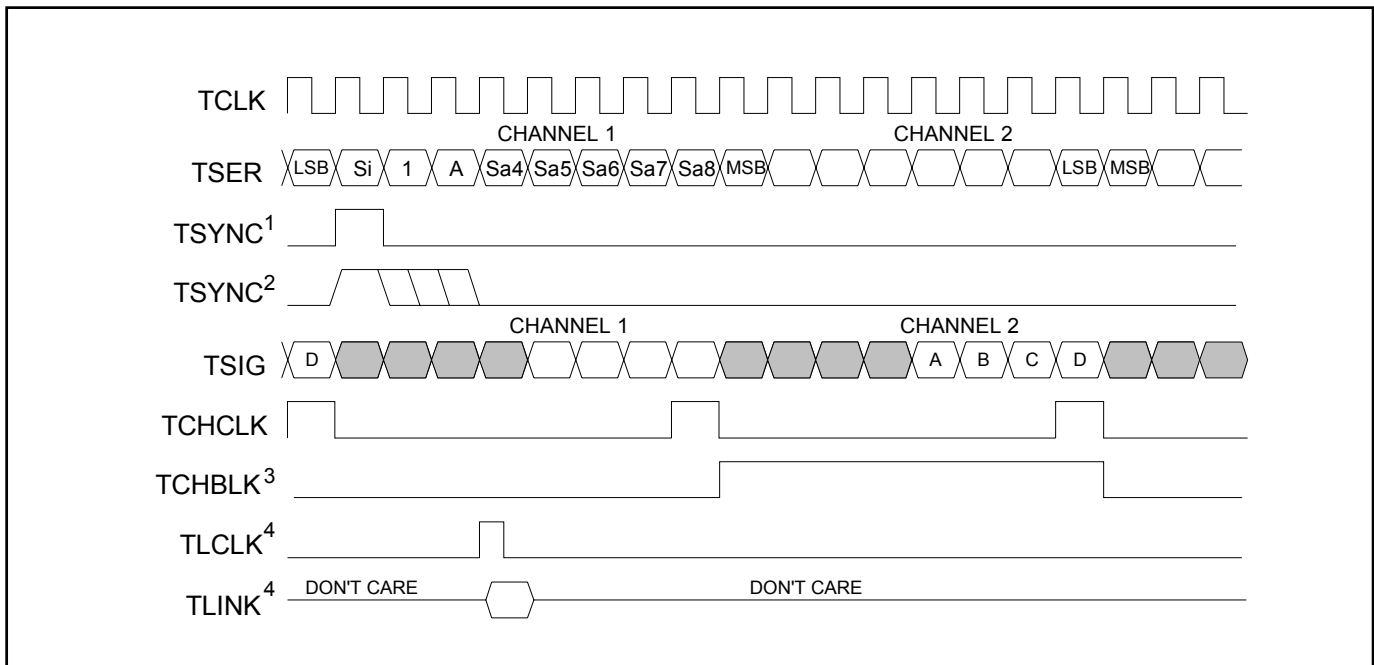 TCLK
CHANNEL 1 CHANNEL 2
TSER LSB Si 1 A Sa4 Sa5 Sa6 Sa7 Sa8 MSB LSB MSB
TSYNC1
TSYNC2
CHANNEL 1 CHANNEL 2
TSIG D A B C D
TCHCLK
TCHBLK3
TLCLK4
TLINK4 DON'T CARE DON'T CARE